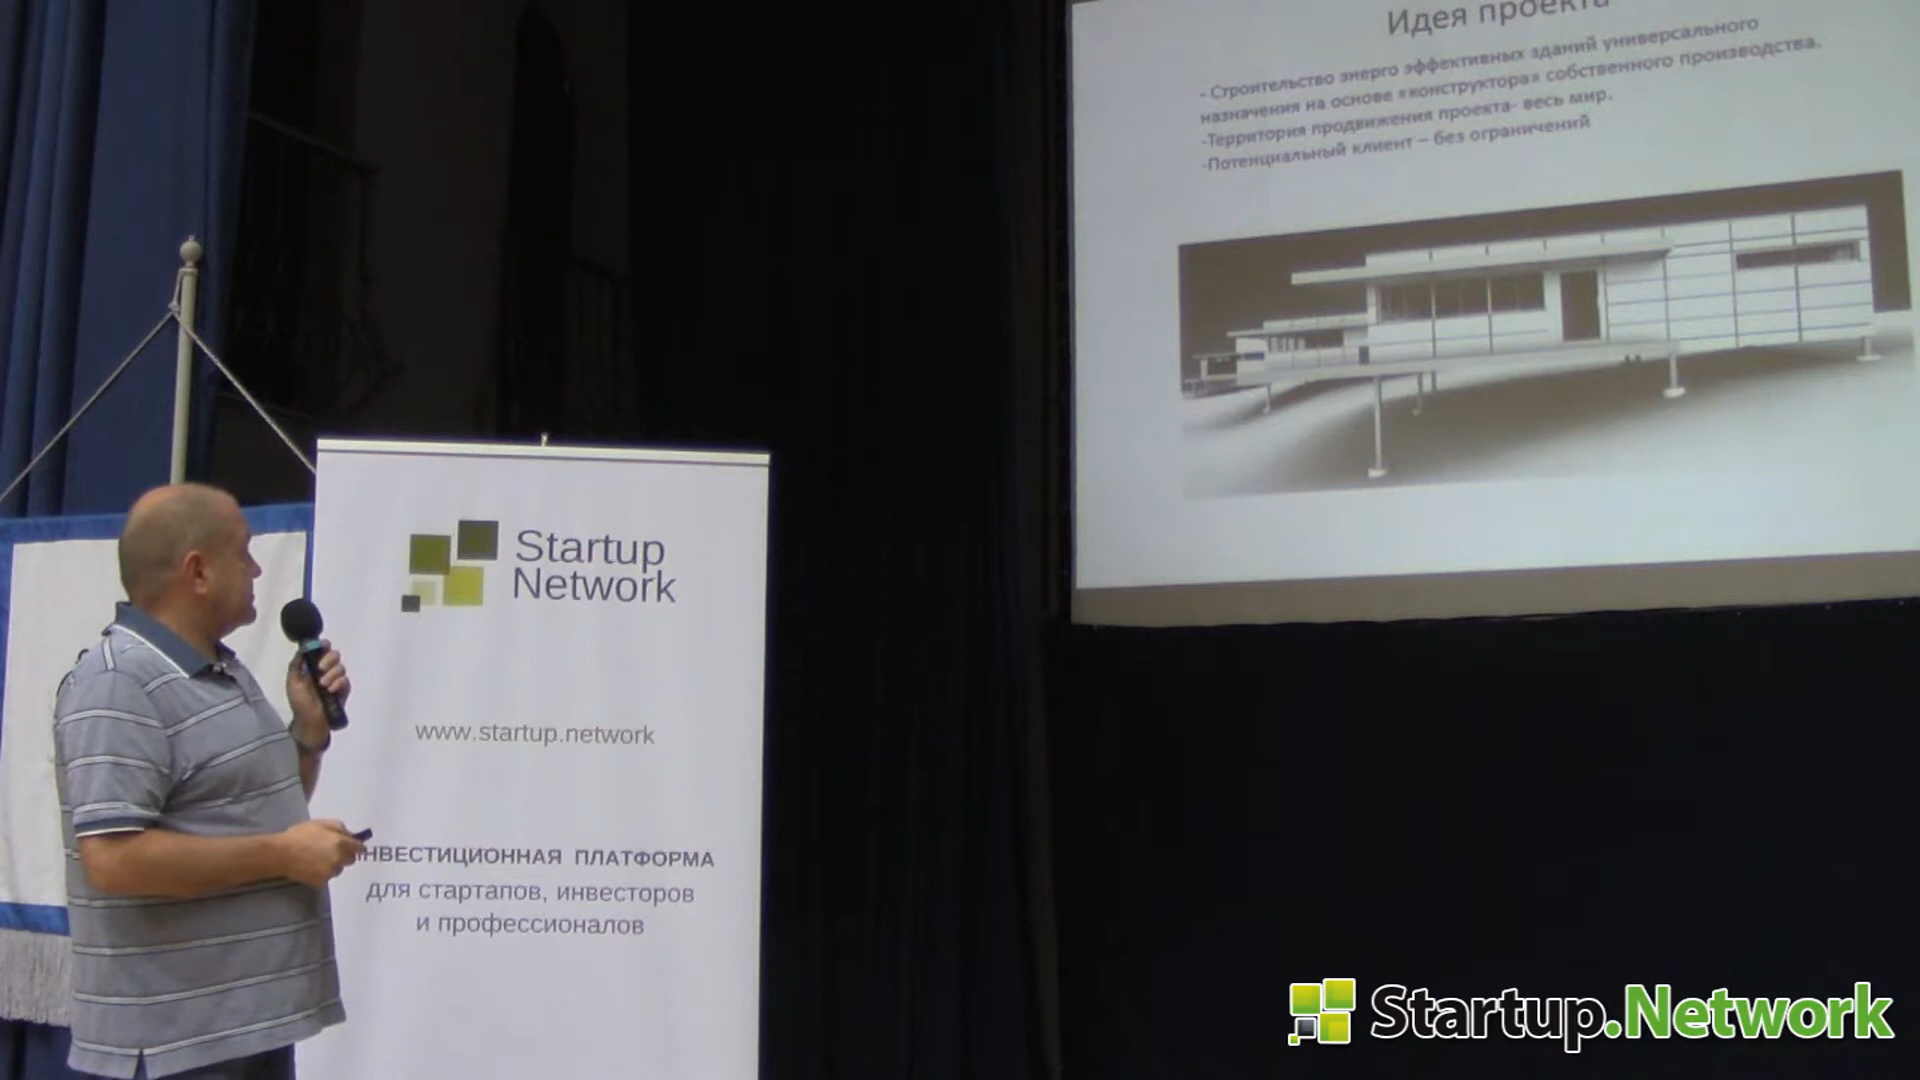 Идея проекта
- Строительство энерго эффективных зданий универсального
назначения на основе «конструктора» собственного производства.
-Территория продвижения проекта- весь мир.
-Потенциальный клиент – без ограничений
Startup
Network
www.startup.network
ИНВЕСТИЦИОННАЯ ПЛАТФОРМА
для стартапов, инвесторов
и профессионалов
Startup.Network